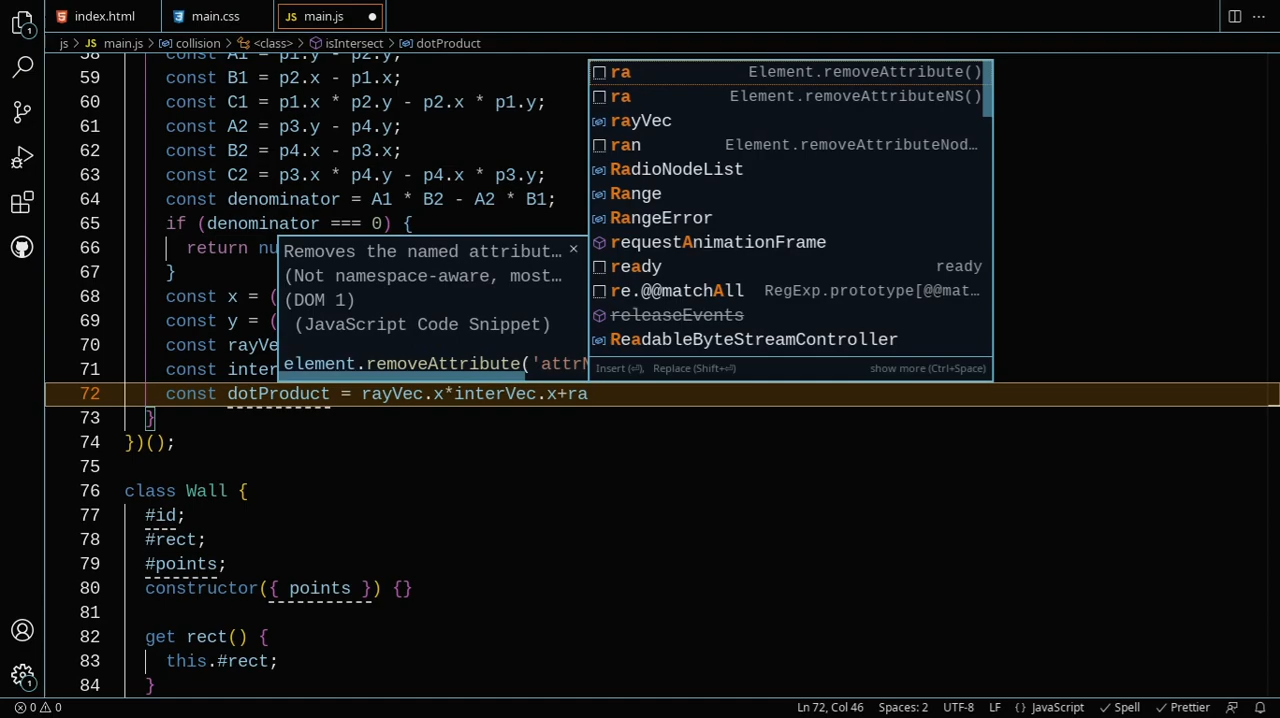 index.html
main.css
JS main.js
js > JS main.js > collision > <class> > isIntersect > dotProduct
58 const A1 = p1.y - p2.y;
59 const B1 = p2.x - p1.x;
60 const C1 = p1.x * p2.y - p2.x * p1.y;
61 const A2 = p3.y - p4.y;
62 const B2 = p4.x - p3.x;
63 const C2 = p3.x * p4.y - p4.x * p3.y;
64 const denominator = A1 * B2 - A2 * B1;
65 if (denominator === 0) {
66 return nu
67 }
68 const x = (
69 const y = (
70 const rayVe
71 const inter
72 const dotProduct = rayVec.x*interVec.x+ra
73 }
74 })();
75
76 class Wall {
77 #id;
78 #rect;
79 #points;
80 constructor({ points }) {}
81
82 get rect() {
83 this.#rect;
84 }
Removes the named attribut… ×
(Not namespace-aware, most…
(DOM 1)
(JavaScript Code Snippet)
element.removeAttribute('attrN
ra Element.removeAttribute()
ra Element.removeAttributeNS()
rayVec
ran Element.removeAttributeNod…
RadioNodeList
Range
RangeError
requestAnimationFrame
ready ready
re.@@matchAll RegExp.prototype[@@mat…
releaseEvents
ReadableByteStreamController
Insert (⏎), Replace (Shift+⏎) show more (Ctrl+Space)
1
1
0 0
Ln 72, Col 46
Spaces: 2
UTF-8
LF
{} JavaScript
Spell
Prettier